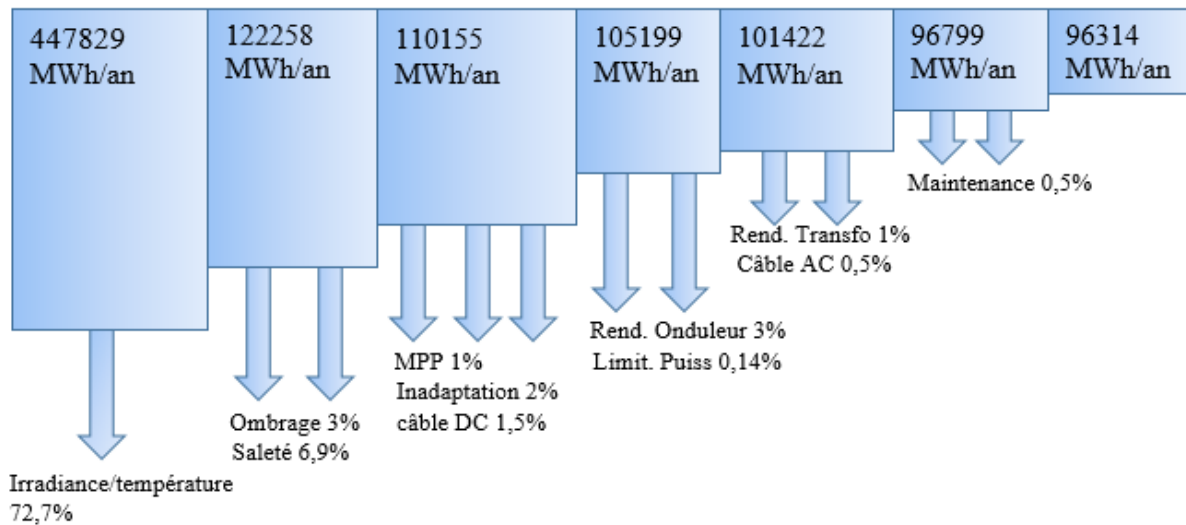 447829
MWh/an
122258
MWh/an
110155
MWh/an
105199
MWh/an
101422
MWh/an
96799
MWh/an
96314
MWh/an
Maintenance 0,5%
Rend. Transfo 1%
Câble AC 0,5%
Rend. Onduleur 3%
Limit. Puiss 0,14%
MPP 1%
Inadaptation 2%
câble DC 1,5%
Ombrage 3%
Saleté 6,9%
Irradiance/température
72,7%